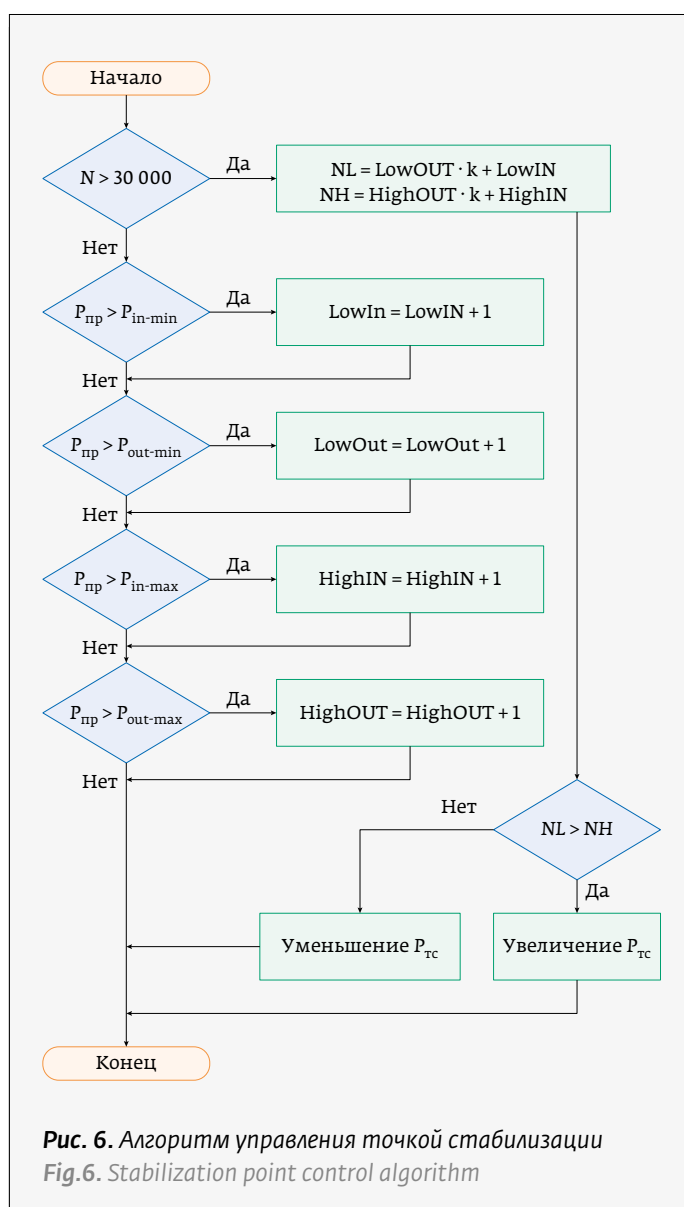 Начало
N > 30 000
Да
NL = LowOUT · k + LowIN
NH = HighOUT · k + HighIN
Нет
Pпр > Pin-min
Да
LowIn = LowIN + 1
Нет
Pпр > Pout-min
Да
LowOut = LowOut + 1
Нет
Pпр > Pin-max
Да
HighIN = HighIN + 1
Нет
Pпр > Pout-max
Да
HighOUT = HighOUT + 1
Нет
Нет
NL > NH
Да
Уменьшение Pтс
Увеличение Pтс
Конец
Рис. 6. Алгоритм управления точкой стабилизации
Fig.6. Stabilization point control algorithm